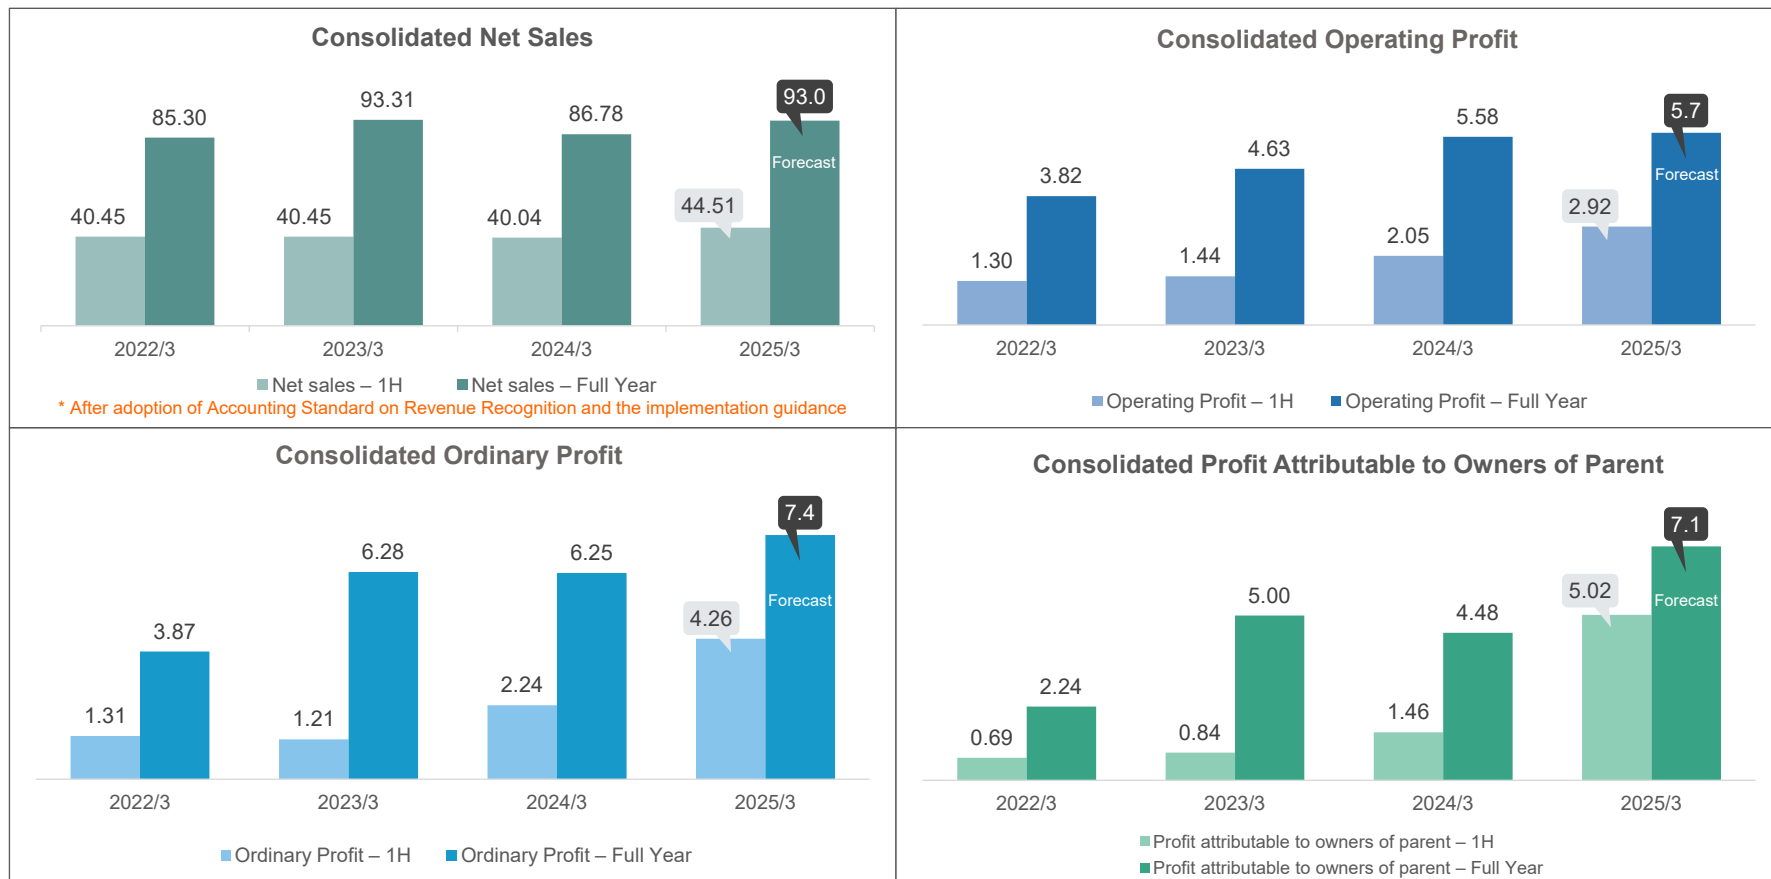 Consolidated Net Sales
93.0
93.31
85.30
86.78
Forecast
44.51
40.45
40.45
40.04
2022/3
2023/3
2024/3
2025/3
Net sales – 1H
Net sales – Full Year
* After adoption of Accounting Standard on Revenue Recognition and the implementation guidance
Consolidated Operating Profit
5.7
5.58
4.63
3.82
Forecast
2.92
2.05
1.44
1.30
2022/3
2023/3
2024/3
2025/3
Operating Profit – 1H
Operating Profit – Full Year
Consolidated Ordinary Profit
7.4
6.28
6.25
Forecast
4.26
3.87
2.24
1.31
1.21
2022/3
2023/3
2024/3
2025/3
Ordinary Profit – 1H
Ordinary Profit – Full Year
Consolidated Profit Attributable to Owners of Parent
7.1
5.02
Forecast
5.00
4.48
2.24
1.46
0.84
0.69
2022/3
2023/3
2024/3
2025/3
Profit attributable to owners of parent – 1H
Profit attributable to owners of parent – Full Year